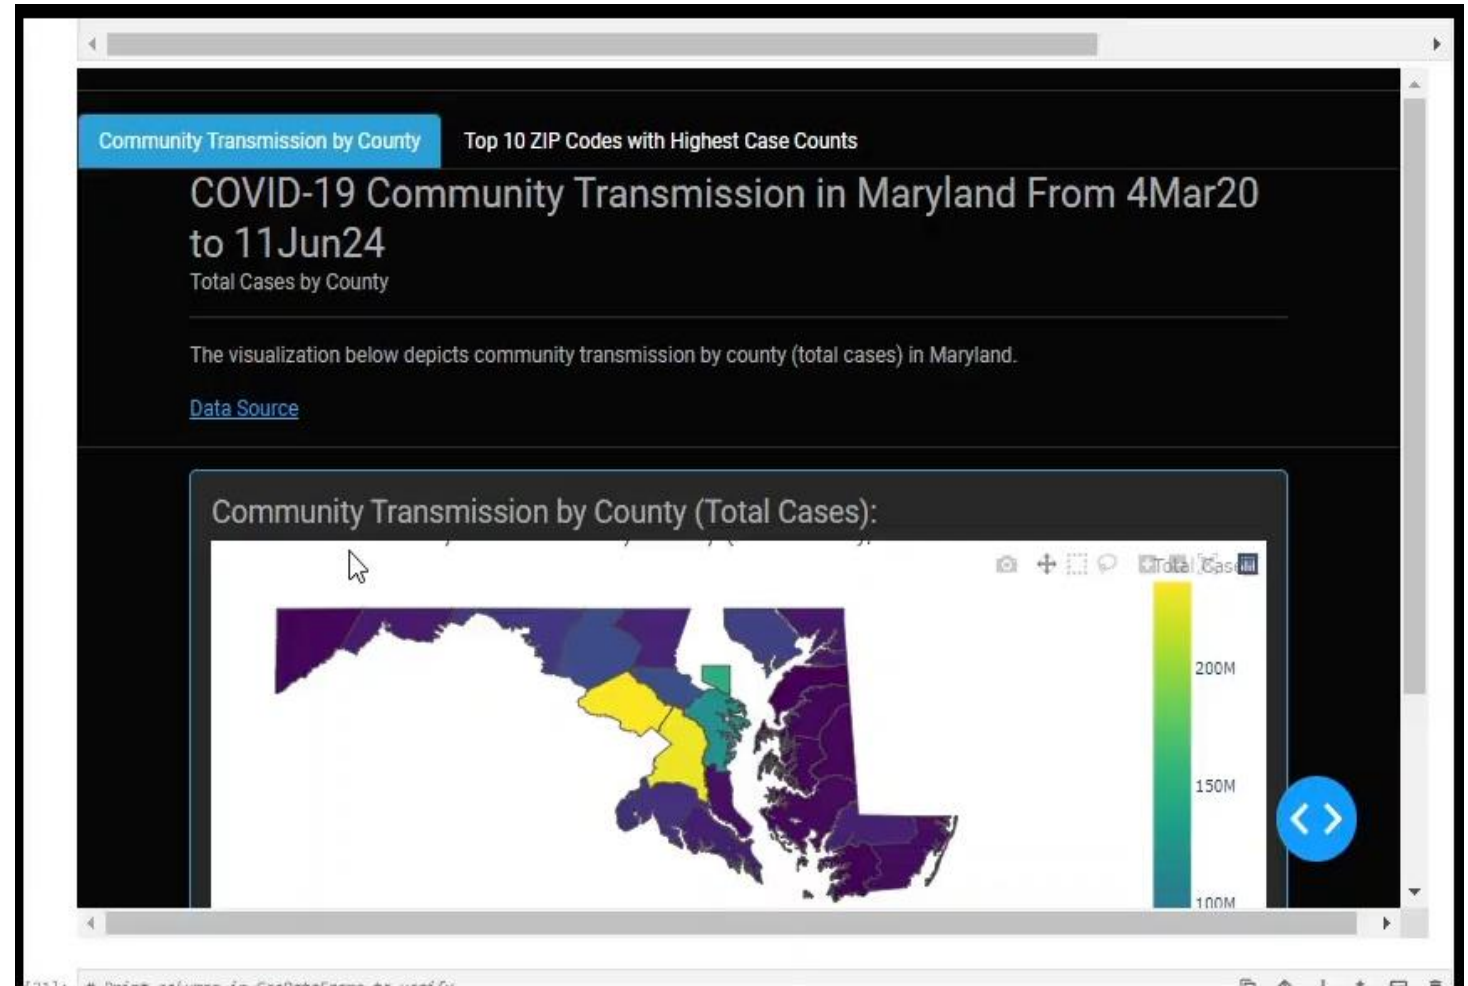 Community Transmission by County
Top 10 ZIP Codes with Highest Case Counts
COVID-19 Community Transmission in Maryland From 4Mar20
to 11Jun24
Total Cases by County
The visualization below depicts community transmission by county (total cases) in Maryland.
Data Source
Community Transmission by County (Total Cases):
Total Cas
200M
150M
100M